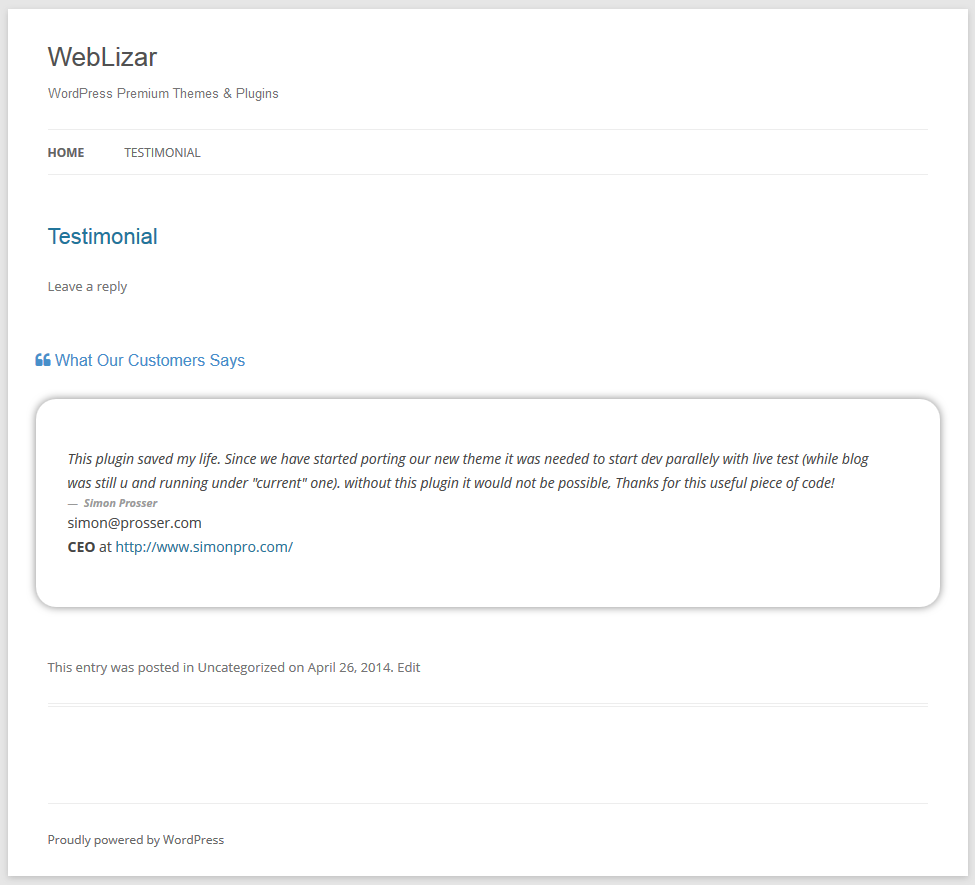 WebLizar
WordPress Premium Themes & Plugins
HOME TESTIMONIAL
Testimonial
Leave a reply
What Our Customers Says
This plugin saved my life. Since we have started porting our new theme it was needed to start dev parallely with live test (while blog
was still u and running under "current" one). without this plugin it would not be possible, Thanks for this useful piece of code!
— Simon Prosser
simon@prosser.com
CEO at http://www.simonpro.com/
This entry was posted in Uncategorized on April 26, 2014. Edit
Proudly powered by WordPress